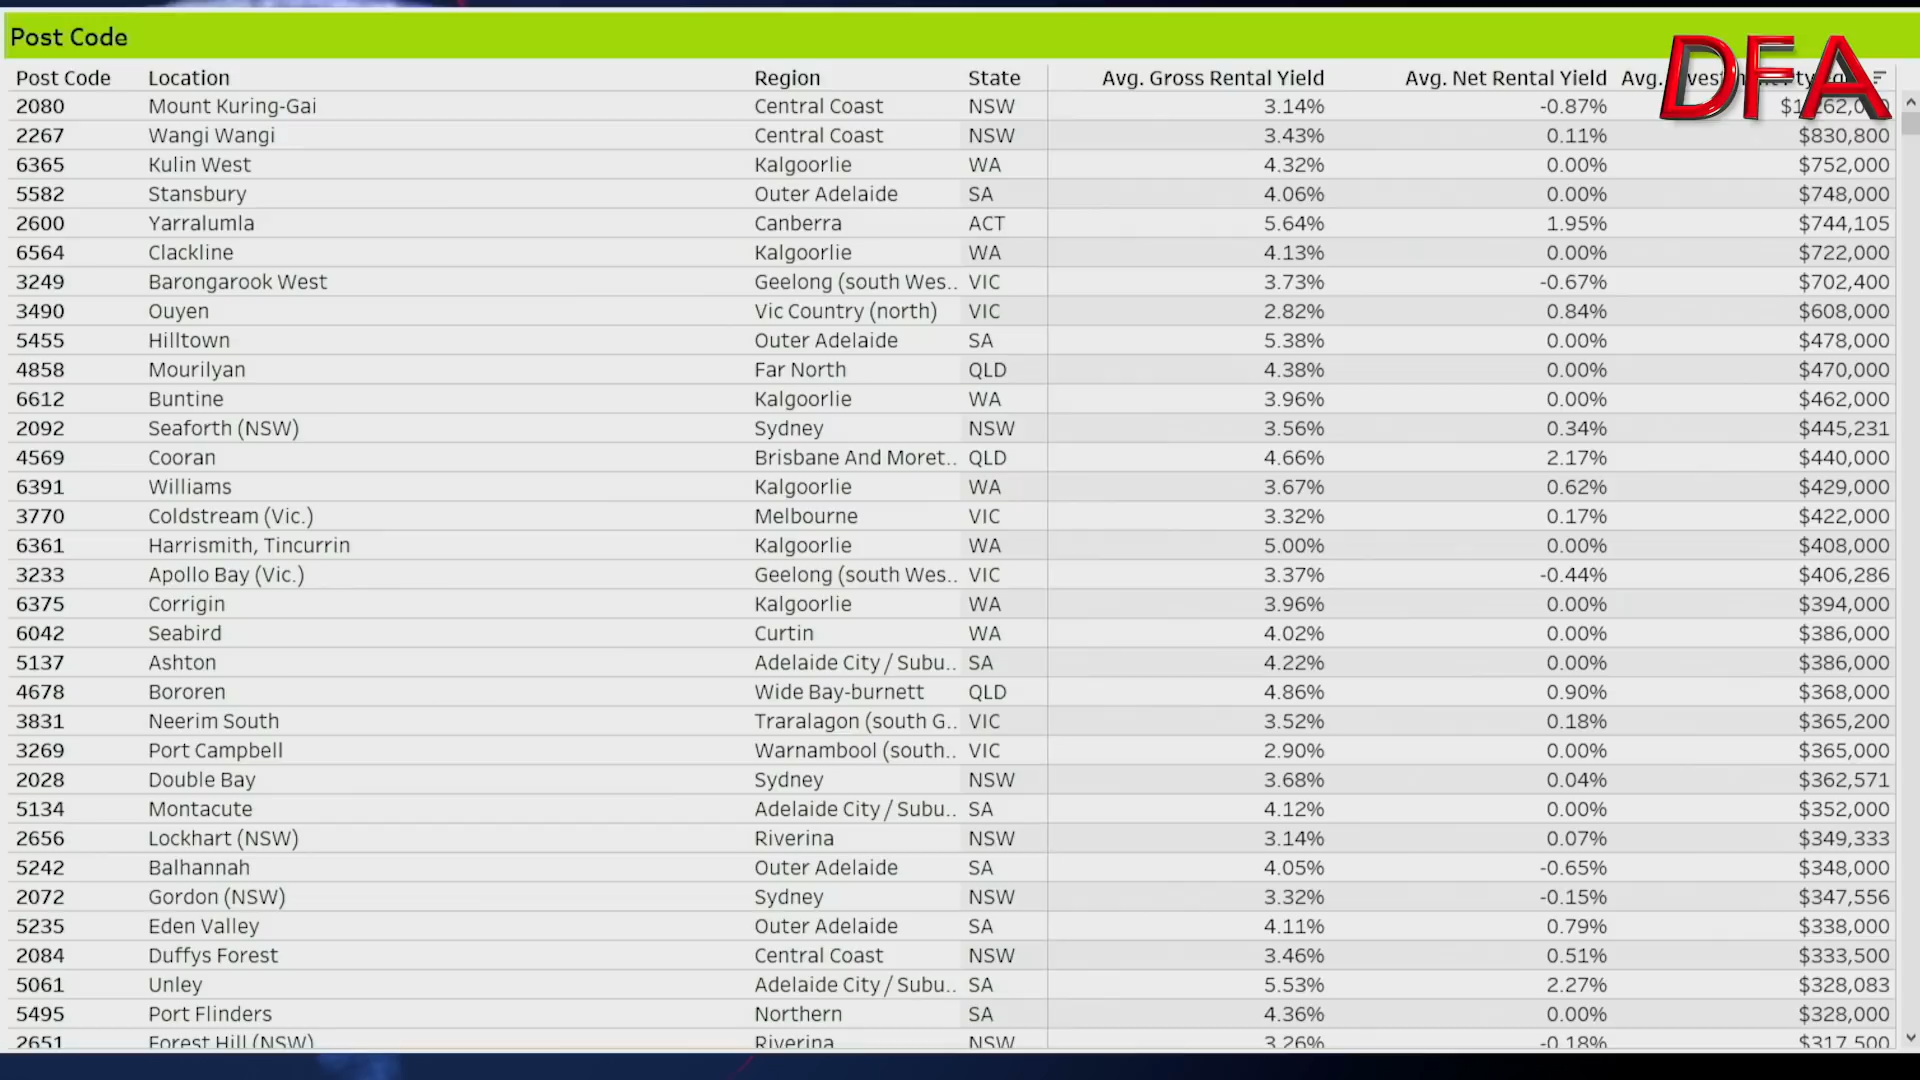 Post Code
DFA
Post Code Location Region State Avg. Gross Rental Yield Avg. Net Rental Yield Avg.
2080 Mount Kuring-Gai Central Coast NSW 3.14% -0.87%
2267 Wangi Wangi Central Coast NSW 3.43% 0.11% $830,800
6365 Kulin West Kalgoorlie WA 4.32% 0.00% $752,000
5582 Stansbury Outer Adelaide SA 4.06% 0.00% $748,000
2600 Yarralumla Canberra ACT 5.64% 1.95% $744,105
6564 Clackline Kalgoorlie WA 4.13% 0.00% $722,000
3249 Barongarook West Geelong (south Wes.. VIC 3.73% -0.67% $702,400
3490 Ouyen Vic Country (north) VIC 2.82% 0.84% $608,000
5455 Hilltown Outer Adelaide SA 5.38% 0.00% $478,000
4858 Mourilyan Far North QLD 4.38% 0.00% $470,000
6612 Buntine Kalgoorlie WA 3.96% 0.00% $462,000
2092 Seaforth (NSW) Sydney NSW 3.56% 0.34% $445,231
4569 Cooran Brisbane And Moret.. QLD 4.66% 2.17% $440,000
6391 Williams Kalgoorlie WA 3.67% 0.62% $429,000
3770 Coldstream (Vic.) Melbourne VIC 3.32% 0.17% $422,000
6361 Harrismith, Tincurrin Kalgoorlie WA 5.00% 0.00% $408,000
3233 Apollo Bay (Vic.) Geelong (south Wes.. VIC 3.37% -0.44% $406,286
6375 Corrigin Kalgoorlie WA 3.96% 0.00% $394,000
6042 Seabird Curtin WA 4.02% 0.00% $386,000
5137 Ashton Adelaide City / Subu.. SA 4.22% 0.00% $386,000
4678 Bororen Wide Bay-burnett QLD 4.86% 0.90% $368,000
3831 Neerim South Traralagon (south G.. VIC 3.52% 0.18% $365,200
3269 Port Campbell Warnambool (south.. VIC 2.90% 0.00% $365,000
2028 Double Bay Sydney NSW 3.68% 0.04% $362,571
5134 Montacute Adelaide City / Subu.. SA 4.12% 0.00% $352,000
2656 Lockhart (NSW) Riverina NSW 3.14% 0.07% $349,333
5242 Balhannah Outer Adelaide SA 4.05% -0.65% $348,000
2072 Gordon (NSW) Sydney NSW 3.32% -0.15% $347,556
5235 Eden Valley Outer Adelaide SA 4.11% 0.79% $338,000
2084 Duffys Forest Central Coast NSW 3.46% 0.51% $333,500
5061 Unley Adelaide City / Subu.. SA 5.53% 2.27% $328,083
5495 Port Flinders Northern SA 4.36% 0.00% $328,000
2651 Forest Hill (NSW) Riverina NSW 3.26% -0.18% $317,500